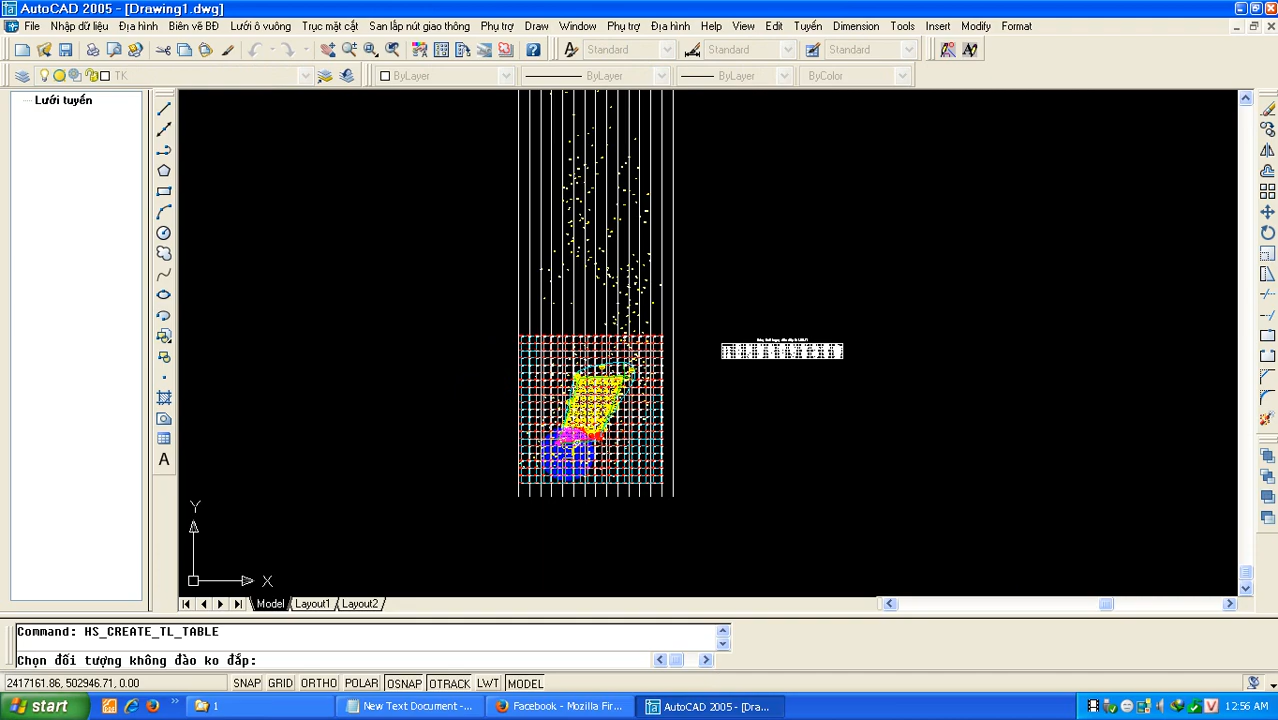 AutoCAD 2005 - [Drawing1.dwg]
File Nhập dữ liệu Địa hình Biên vẽ BĐ Lưới ô vuông Trục mặt cắt San lấp nút giao thông Phụ trợ Draw Window Phụ trợ Địa hình Help View Edit Tuyến Dimension Tools Insert Modify Format
Standard Standard Standard
TK ByLayer ByLayer ByLayer ByColor
Lưới tuyến
Y
X
Model Layout1 Layout2
Command: HS_CREATE_TL_TABLE
Chọn đối tượng không đào ko đắp:
2417161.86, 502946.71, 0.00 SNAP GRID ORTHO POLAR OSNAP OTRACK LWT MODEL
start 1 New Text Document -... Facebook - Mozilla Firef... AutoCAD 2005 - [Draw... 12:56 AM